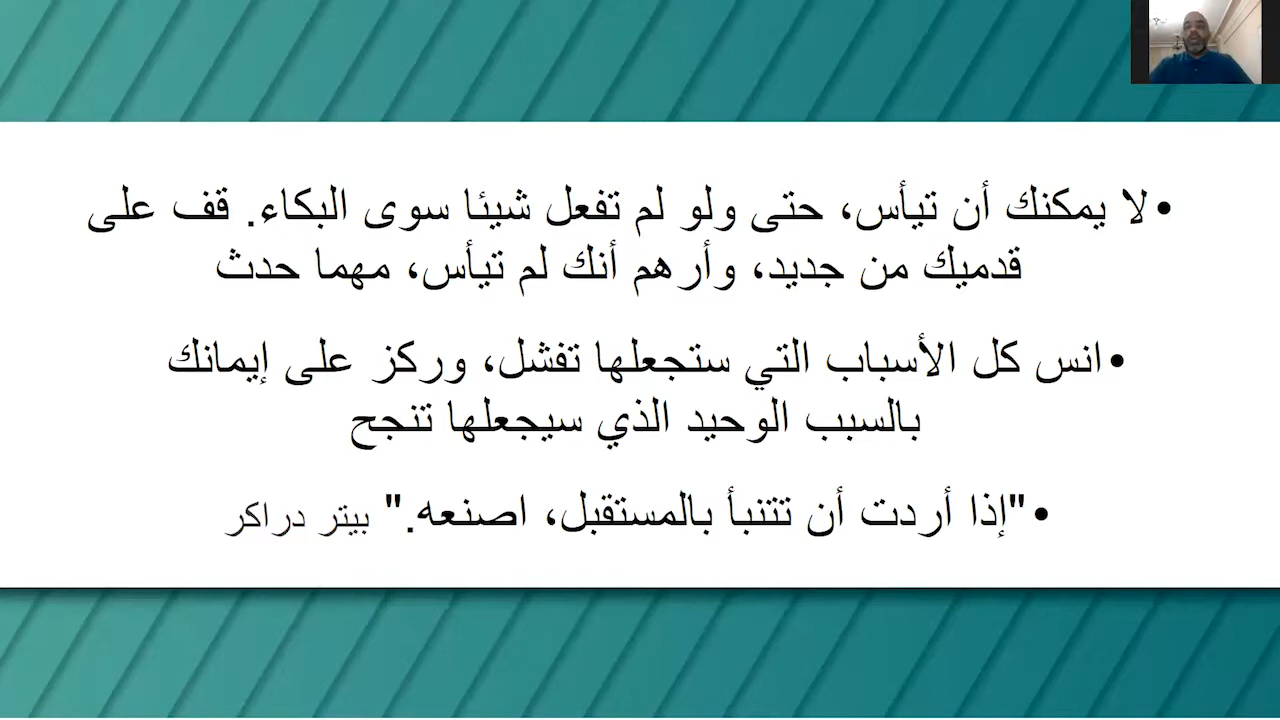 •لا يمكنك أن تيأس، حتى ولو لم تفعل شيئا سوى البكاء. قف على
قدميك من جديد، وأرهم أنك لم تيأس، مهما حدث
•انس كل الأسباب التي ستجعلها تفشل، وركز على إيمانك
بالسبب الوحيد الذي سيجعلها تنجح
•"إذا أردت أن تتنبأ بالمستقبل، اصنعه." بيتر دراكر